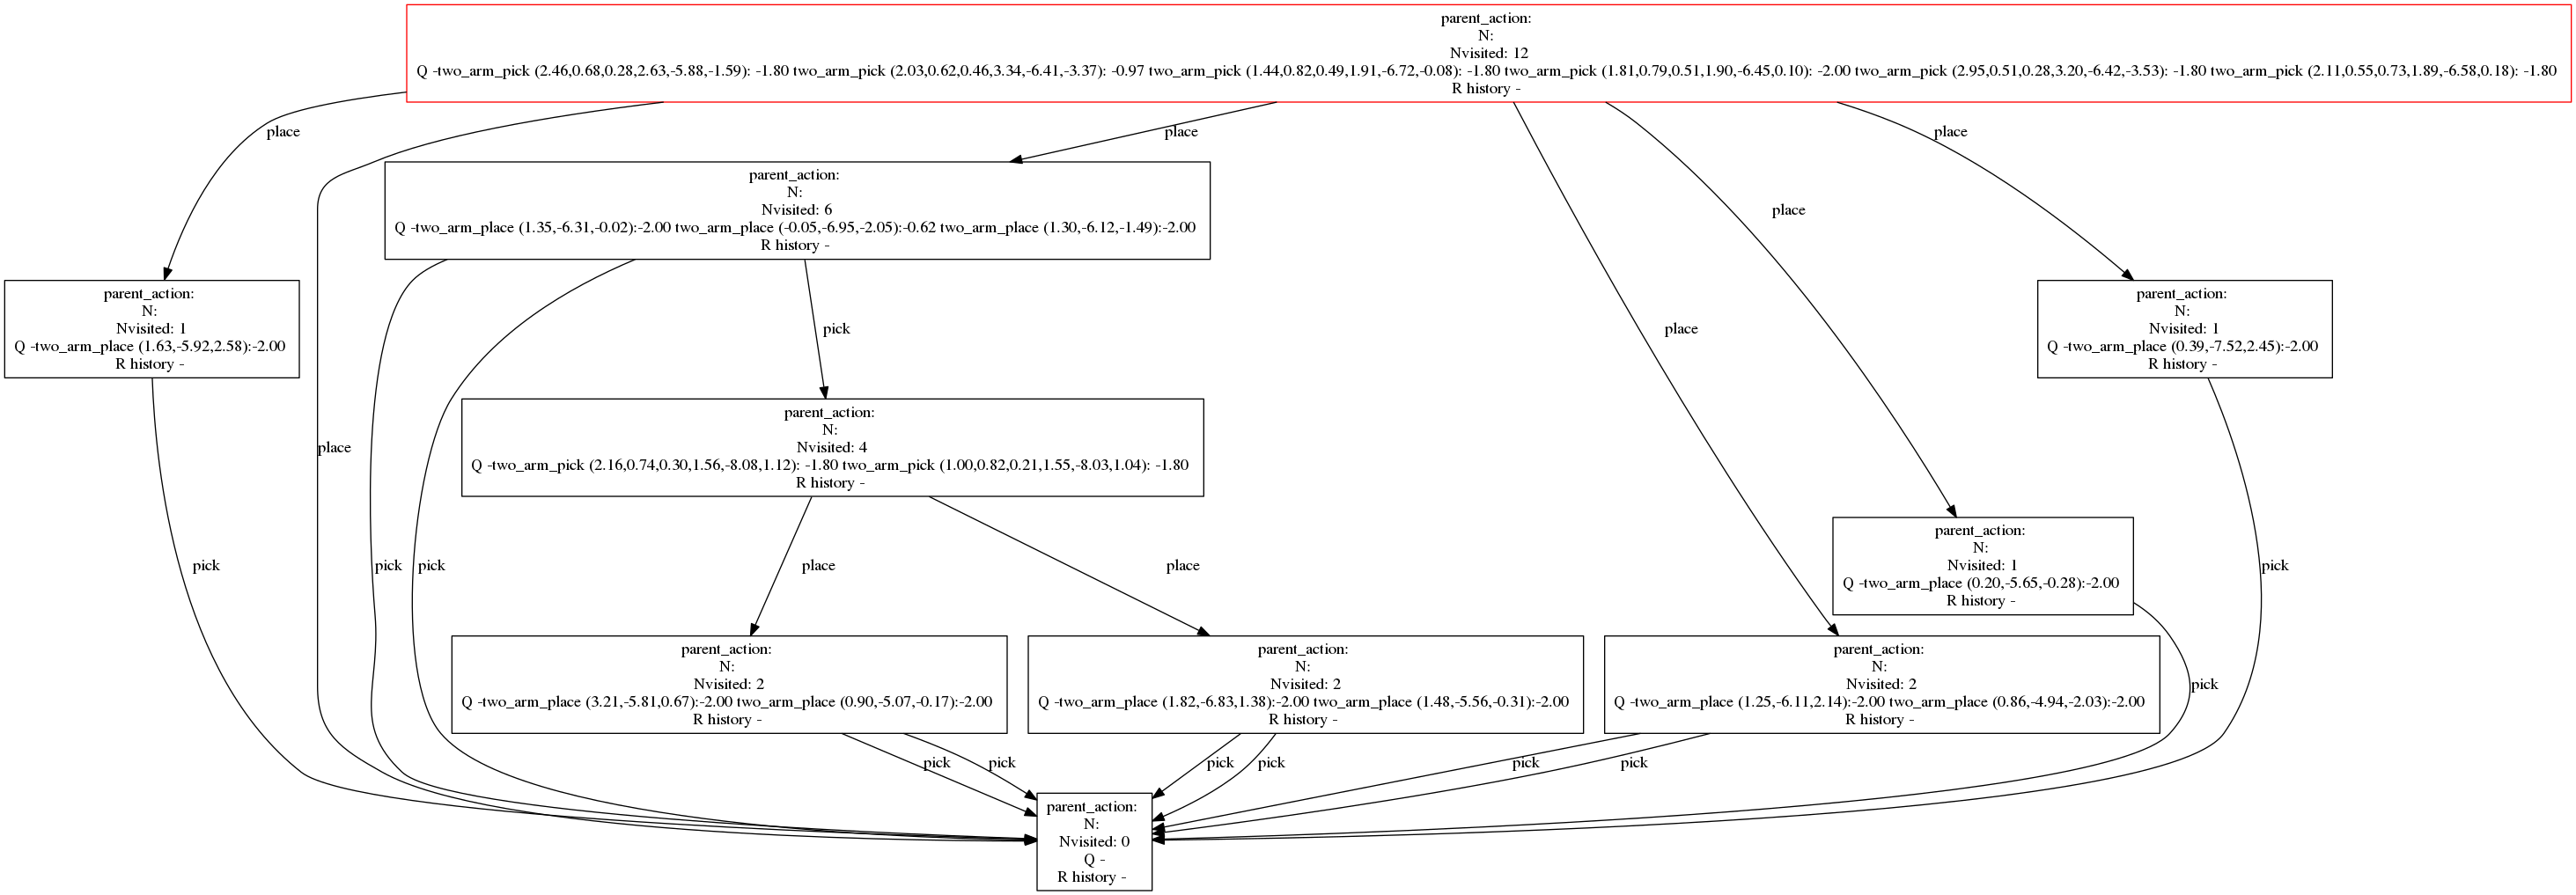 parent_action:
N:
Nvisited: 12
Q -two_arm_pick (2.46,0.68,0.28,2.63,-5.88,-1.59): -1.80 two_arm_pick (2.03,0.62,0.46,3.34,-6.41,-3.37): -0.97 two_arm_pick (1.44,0.82,0.49,1.91,-6.72,-0.08): -1.80 two_arm_pick (1.81,0.79,0.51,1.90,-6.45,0.10): -2.00 two_arm_pick (2.95,0.51,0.28,3.20,-6.42,-3.53): -1.80 two_arm_pick (2.11,0.55,0.73,1.89,-6.58,0.18): -1.80
R history -
place
place
place
parent_action:
N:
Nvisited: 6
Q -two_arm_place (1.35,-6.31,-0.02):-2.00 two_arm_place (-0.05,-6.95,-2.05):-0.62 two_arm_place (1.30,-6.12,-1.49):-2.00
R history -
place
parent_action:
N:
Nvisited: 1
Q -two_arm_place (1.63,-5.92,2.58):-2.00
R history -
pick
place
parent_action:
N:
Nvisited: 1
Q -two_arm_place (0.39,-7.52,2.45):-2.00
R history -
place
parent_action:
N:
Nvisited: 4
Q -two_arm_pick (2.16,0.74,0.30,1.56,-8.08,1.12): -1.80 two_arm_pick (1.00,0.82,0.21,1.55,-8.03,1.04): -1.80
R history -
pick
pick
pick
place
place
parent_action:
N:
Nvisited: 1
Q -two_arm_place (0.20,-5.65,-0.28):-2.00
R history -
pick
parent_action:
N:
Nvisited: 2
Q -two_arm_place (3.21,-5.81,0.67):-2.00 two_arm_place (0.90,-5.07,-0.17):-2.00
R history -
parent_action:
N:
Nvisited: 2
Q -two_arm_place (1.82,-6.83,1.38):-2.00 two_arm_place (1.48,-5.56,-0.31):-2.00
R history -
parent_action:
N:
Nvisited: 2
Q -two_arm_place (1.25,-6.11,2.14):-2.00 two_arm_place (0.86,-4.94,-2.03):-2.00
R history -
pick
pick
pick
pick
pick
pick
pick
parent_action:
N:
Nvisited: 0
Q -
R history -